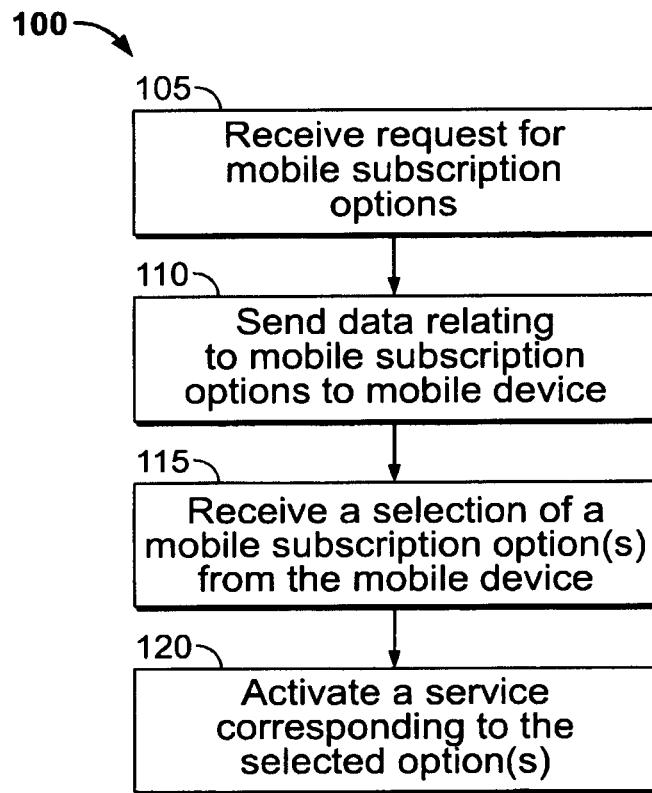 100
105
Receive request for
mobile subscription
options
110
Send data relating
to mobile subscription
options to mobile device
115
Receive a selection of a
mobile subscription option(s)
from the mobile device
120
Activate a service
corresponding to the
selected option(s)